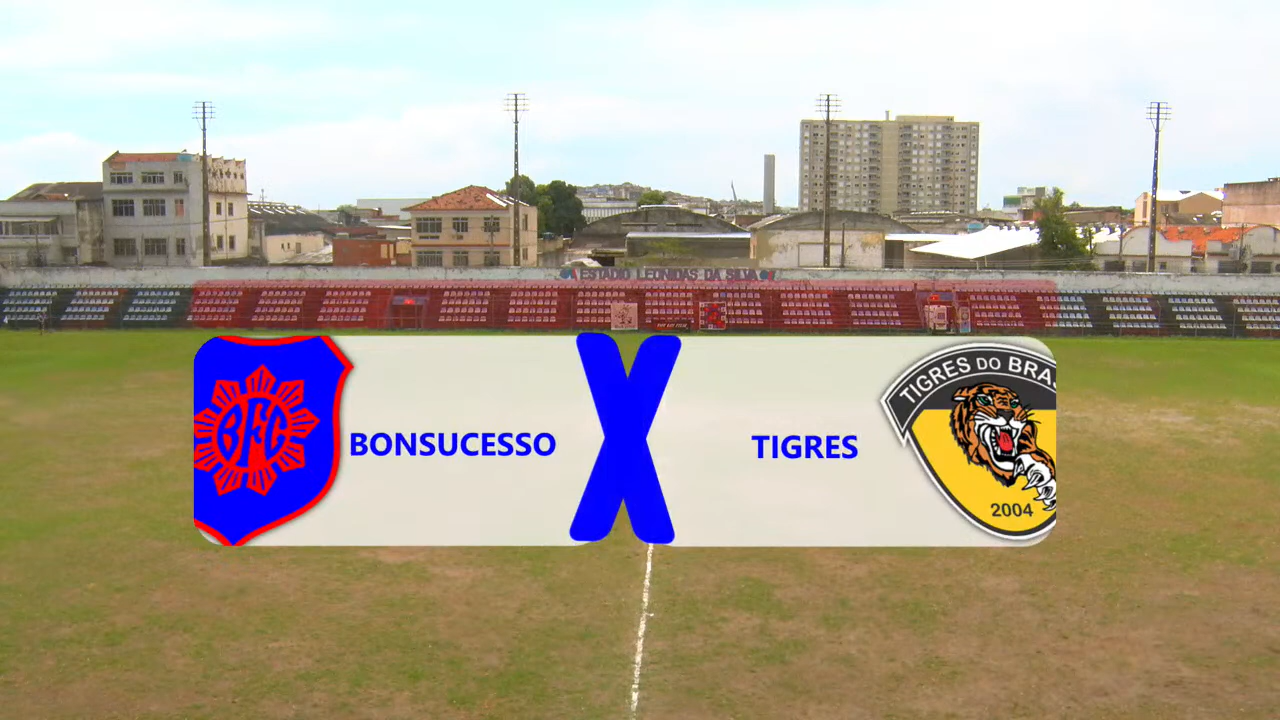 ESTADIO LEONIDAS DA SILVA
BFC
BONSUCESSO
X
TIGRES
TIGRES DO BRAS
2004